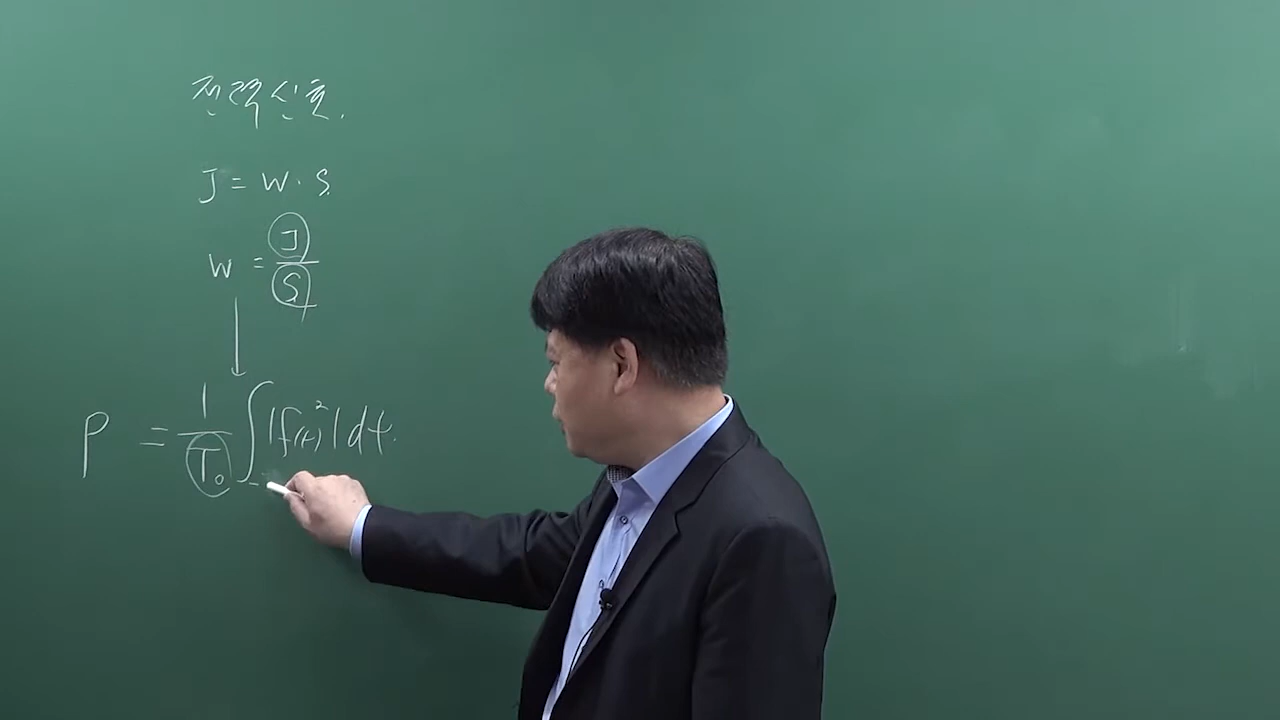 전력신호.
J = W · S.
W = J / S
P = 1 / T₀ ∫₋ |f(t)²| dt.